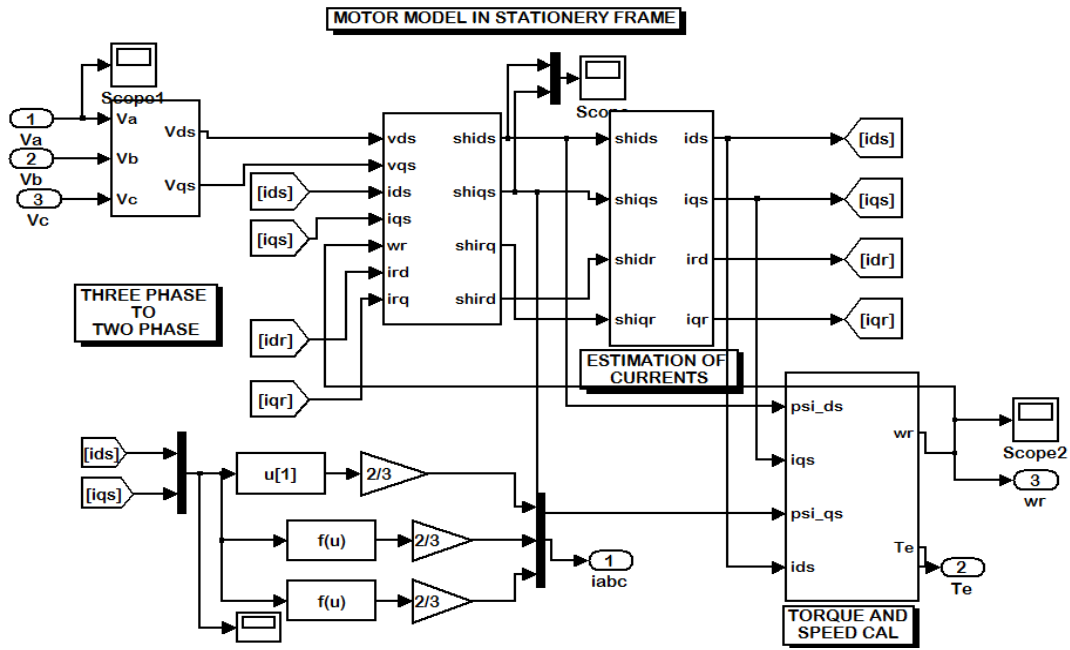 MOTOR MODEL IN STATIONERY FRAME
Scope1
1
Va
2
Vb
3
Vc
Va
Vb
Vc
Vds
Vqs
[ids]
[iqs]
[idr]
[iqr]
vds
vqs
ids
iqs
wr
ird
irq
shids
shiqs
shirq
shird
Scope
shids
shiqs
shidr
shiqr
ids
iqs
ird
iqr
[ids]
[iqs]
[idr]
[iqr]
THREE PHASE
TO
TWO PHASE
ESTIMATION OF
CURRENTS
psi_ds
iqs
psi_qs
ids
wr
Te
Scope2
3
wr
2
Te
TORQUE AND
SPEED CAL
[ids]
[iqs]
u[1]
2/3
f(u)
2/3
f(u)
2/3
1
iabc